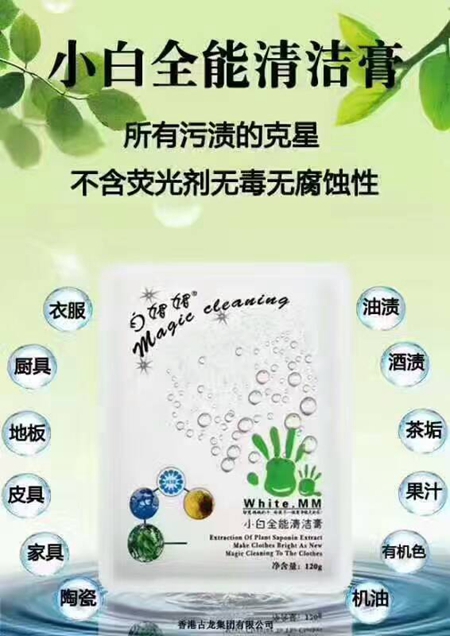 小白全能清洁膏
所有污渍的克星
不含荧光剂无毒无腐蚀性
衣服
厨具
地板
皮具
家具
陶瓷
油渍
酒渍
茶垢
果汁
有机色
机油
Magic cleaning
White.MM
小白全能清洁膏
Extraction Of Plant Saponin Extract
Make Clothes Bright As New
Magic Cleaning To The Clothes
净含量：120g
香港古龙集团有限公司